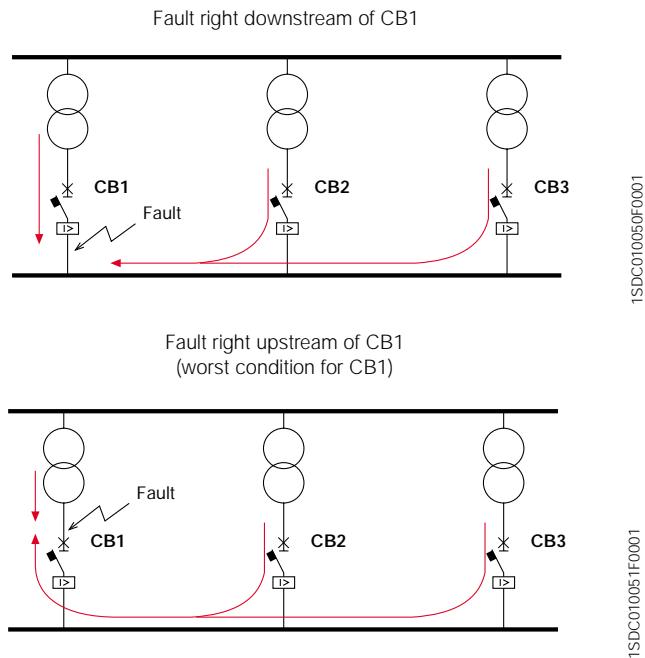 Fault right downstream of CB1
CB1
CB2
CB3
Fault
I>
I>
I>
1SDC010050F0001
Fault right upstream of CB1
(worst condition for CB1)
Fault
CB1
CB2
CB3
I>
I>
I>
1SDC010051F0001